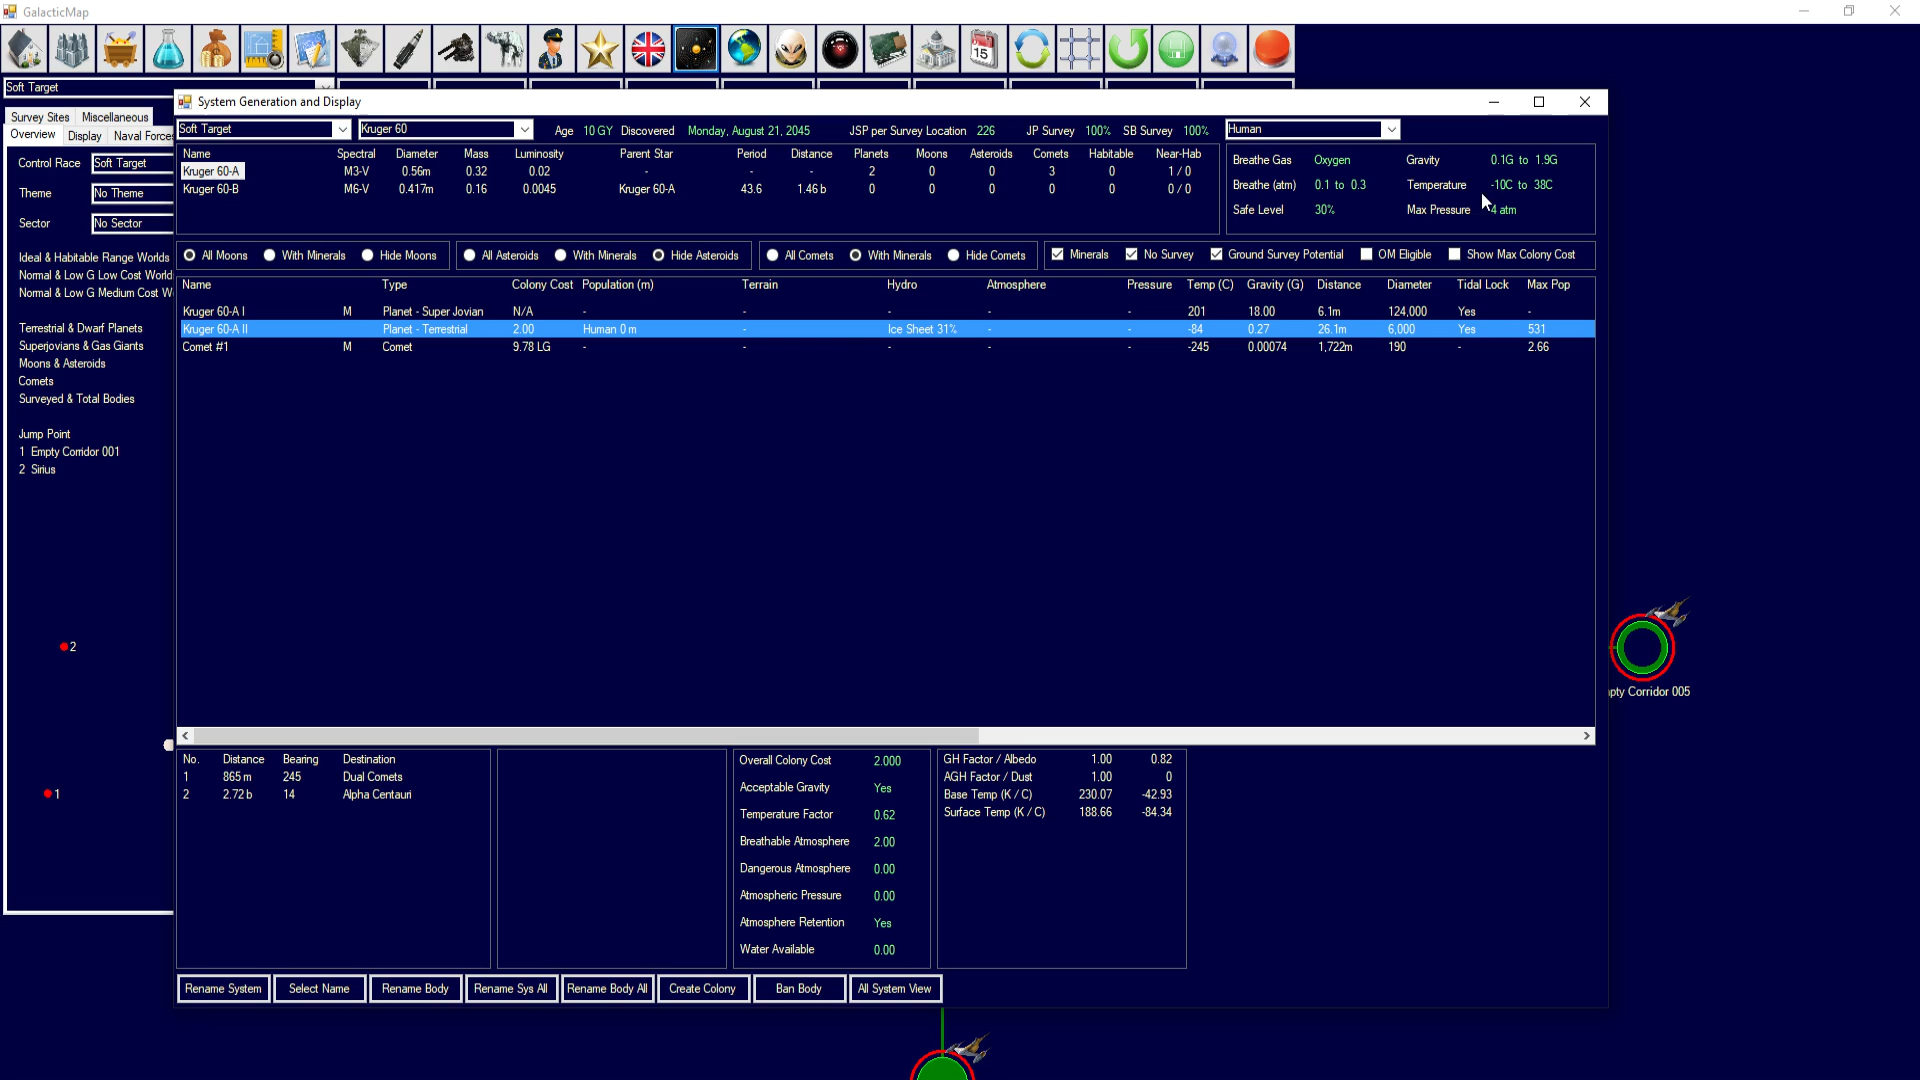 GalacticMap
15
Soft Target
System Generation and Display
Survey Sites Miscellaneous
Overview Display Naval Forces
Control Race Soft Target
Theme No Theme
Sector No Sector
Ideal & Habitable Range Worlds
Normal & Low G Low Cost World
Normal & Low G Medium Cost W
Terrestrial & Dwarf Planets
Superjovians & Gas Giants
Moons & Asteroids
Comets
Surveyed & Total Bodies
Jump Point
1 Empty Corridor 001
2 Sirius
2
1
Soft Target Kruger 60 Age 10 GY Discovered Monday, August 21, 2045 JSP per Survey Location 226 JP Survey 100% SB Survey 100% Human
Name Spectral Diameter Mass Luminosity Parent Star Period Distance Planets Moons Asteroids Comets Habitable Near-Hab
Kruger 60-A M3-V 0.56m 0.32 0.02 - - - 2 0 0 3 0 1 / 0
Kruger 60-B M6-V 0.417m 0.16 0.0045 Kruger 60-A 43.6 1.46 b 0 0 0 0 0 0 / 0
Breathe Gas Oxygen Gravity 0.1G to 1.9G
Breathe (atm) 0.1 to 0.3 Temperature -10C to 38C
Safe Level 30% Max Pressure 4 atm
All Moons With Minerals Hide Moons All Asteroids With Minerals Hide Asteroids All Comets With Minerals Hide Comets Minerals No Survey Ground Survey Potential OM Eligible Show Max Colony Cost
Name Type Colony Cost Population (m) Terrain Hydro Atmosphere Pressure Temp (C) Gravity (G) Distance Diameter Tidal Lock Max Pop
Kruger 60-A I M Planet - Super Jovian N/A - - - - - 201 18.00 6.1m 124,000 Yes -
Kruger 60-A II Planet - Terrestrial 2.00 Human 0 m - Ice Sheet 31% - - -84 0.27 26.1m 6,000 Yes 531
Comet #1 M Comet 9.78 LG - - - - - -245 0.00074 1,722m 190 - 2.66
No. Distance Bearing Destination
1 865 m 245 Dual Comets
2 2.72 b 14 Alpha Centauri
Overall Colony Cost 2.000
Acceptable Gravity Yes
Temperature Factor 0.62
Breathable Atmosphere 2.00
Dangerous Atmosphere 0.00
Atmospheric Pressure 0.00
Atmosphere Retention Yes
Water Available 0.00
GH Factor / Albedo 1.00 0.82
AGH Factor / Dust 1.00 0
Base Temp (K / C) 230.07 -42.93
Surface Temp (K / C) 188.66 -84.34
Rename System Select Name Rename Body Rename Sys All Rename Body All Create Colony Ban Body All System View
pty Corridor 005